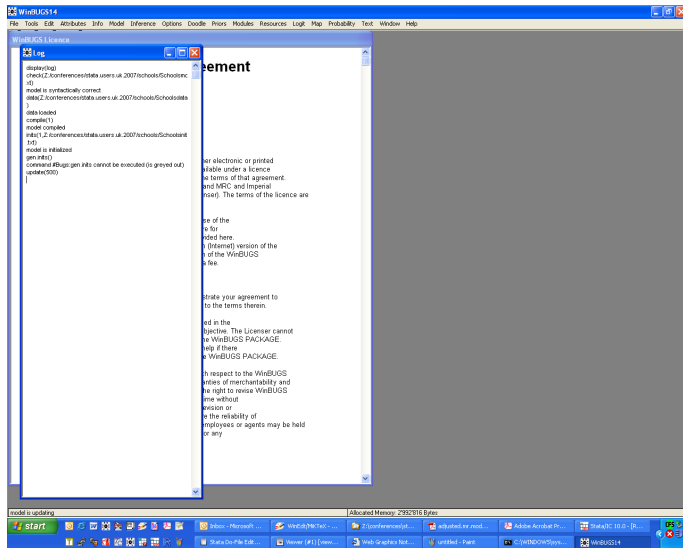 WinBUGS14
File Tools Edit Attributes Info Model Inference Options Doodle Priors Modules Resources Logit Map Probability Text Window Help
WinBUGS Licence
Log
eement
display(log)
check(Z:/conferences/stata.users.uk.2007/schools/Schoolsmc
.txt)
model is syntactically correct
data(Z:/conferences/stata.users.uk.2007/schools/Schoolsdata
)
data loaded
compile(1)
model compiled
inits(1,Z:/conferences/stata.users.uk.2007/schools/Schoolsinit
.txt)
model is initialized
gen.inits()
command #Bugs:gen.inits cannot be executed (is greyed out)
update(500)
her electronic or printed
ailable under a licence
he terms of that agreement.
and MRC and Imperial
nser). The terms of the licence are
se of the
re for
vided here.
n (Internet) version of the
n of the WinBUGS
a fee.
strate your agreement to
to the terms therein.
ed in the
bjective. The Licenser cannot
he WinBUGS PACKAGE.
help if there
e WinBUGS PACKAGE.
th respect to the WinBUGS
anties of merchantability and
he right to revise WinBUGS
ime without
evision or
e the reliability of
employees or agents may be held
or any
model is updating
Allocated Memory: 2992816 Bytes
start
Inbox - Microsoft ...
WinEdt/MiKTeX - ...
Z:/conferences/st...
adjusted.mr.mod...
Adobe Acrobat Pr...
Stata/IC 10.0 - [R...
Stata Do-File Edit...
Viewer (#1) [view...
Web Graphics Not...
untitled - Paint
C:\WINDOWS\sys...
WinBUGS14